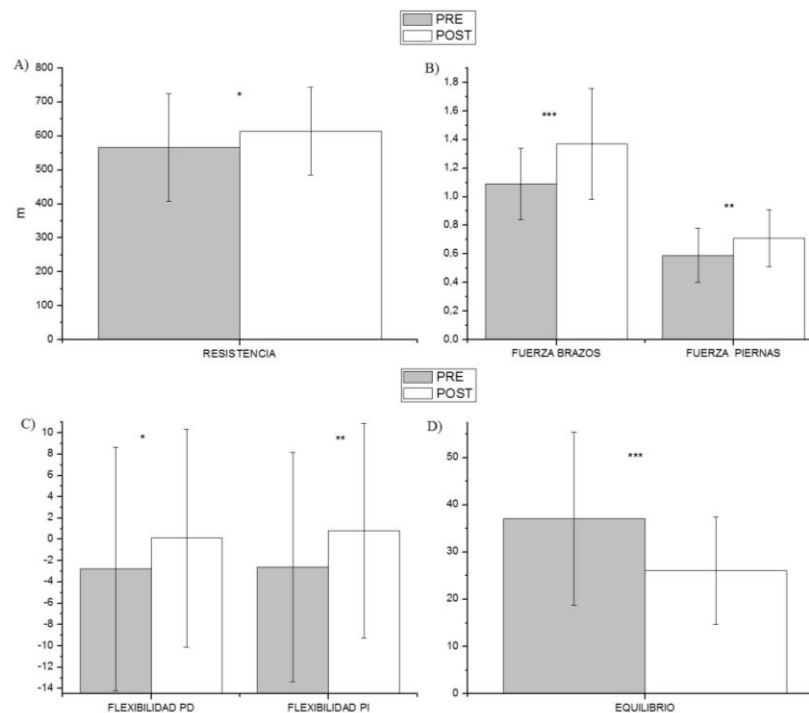 PRE
POST
A)
800
700
600
500
400
300
200
100
0
m
*
RESISTENCIA
B)
1,8
1,6
1,4
1,2
1,0
0,8
0,6
0,4
0,2
0,0
***
**
FUERZA BRAZOS
FUERZA PIERNAS
PRE
POST
C)
10
8
6
4
2
0
-2
-4
-6
-8
-10
-12
-14
*
**
FLEXIBILIDAD PD
FLEXIBILIDAD PI
D)
50
40
30
20
10
0
***
EQUILIBRIO